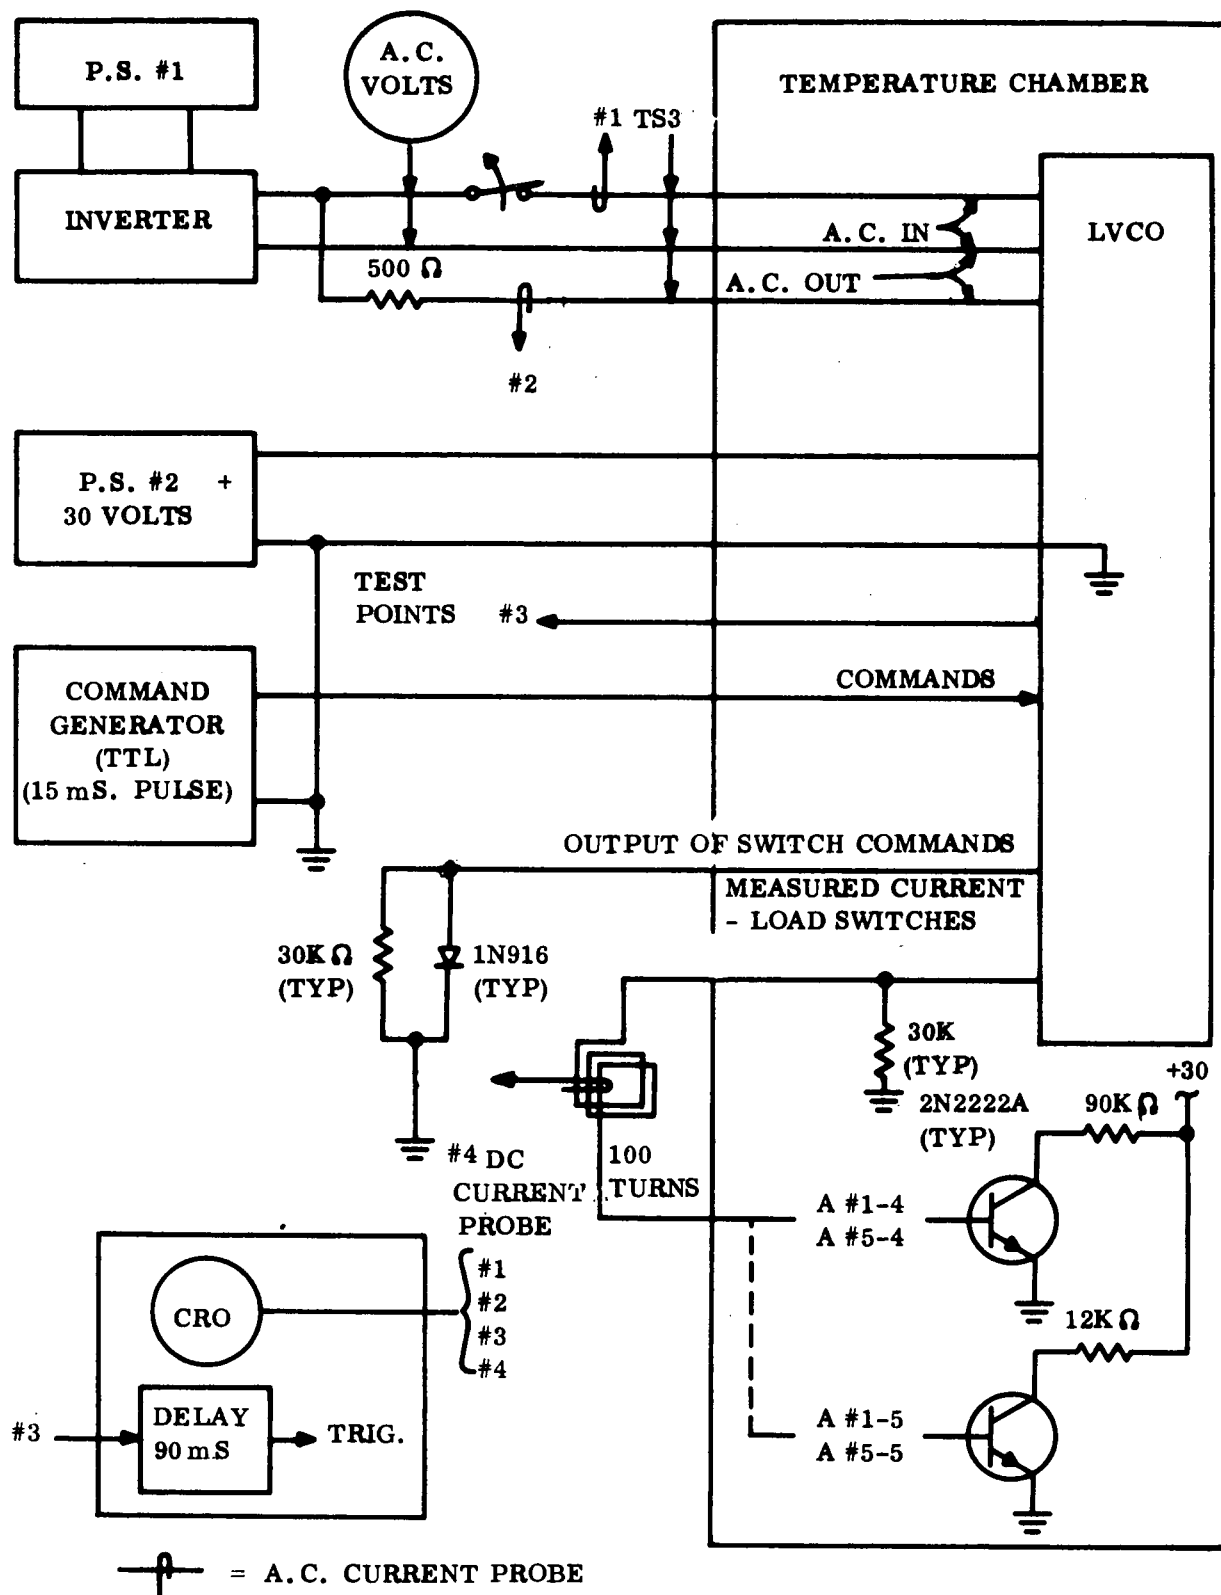 P.S. #1
A.C.
VOLTS
TEMPERATURE CHAMBER
#1 TS3
INVERTER
A.C. IN
LVCO
500 Ω
A.C. OUT
#2
P.S. #2 +
30 VOLTS
TEST
POINTS #3
COMMAND
GENERATOR
(TTL)
(15 mS. PULSE)
COMMANDS
OUTPUT OF SWITCH COMMANDS
MEASURED CURRENT
- LOAD SWITCHES
30K Ω
(TYP)
1N916
(TYP)
30K
(TYP)
+30
2N2222A
(TYP)
90K Ω
#4 DC
CURRENT
PROBE
100
TURNS
A #1-4
A #5-4
#1
#2
#3
#4
CRO
12K Ω
#3
DELAY
90 mS
TRIG.
A #1-5
A #5-5
= A.C. CURRENT PROBE